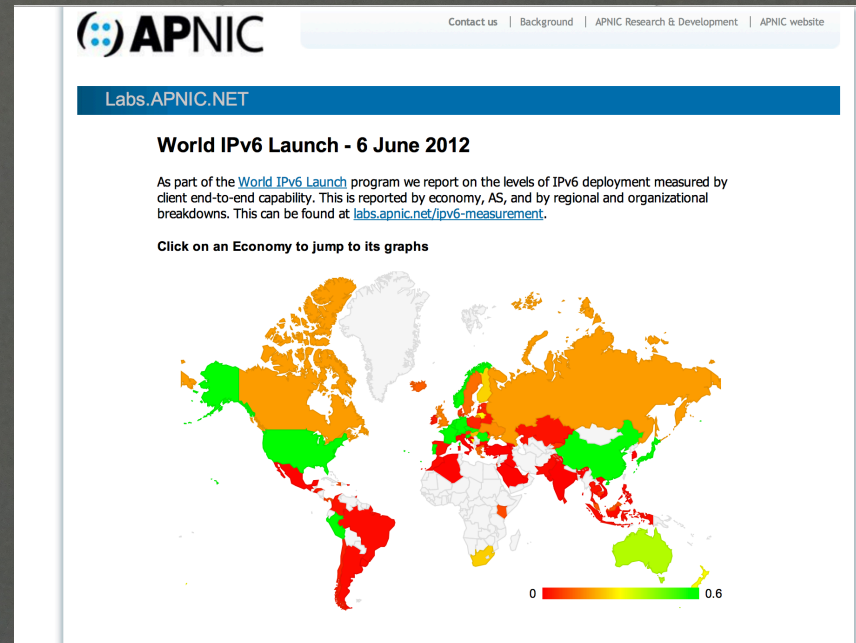 APNIC
Contact us | Background | APNIC Research & Development | APNIC website
Labs.APNIC.NET
World IPv6 Launch - 6 June 2012
As part of the World IPv6 Launch program we report on the levels of IPv6 deployment measured by
client end-to-end capability. This is reported by economy, AS, and by regional and organizational
breakdowns. This can be found at labs.apnic.net/ipv6-measurement.
Click on an Economy to jump to its graphs
0 0.6